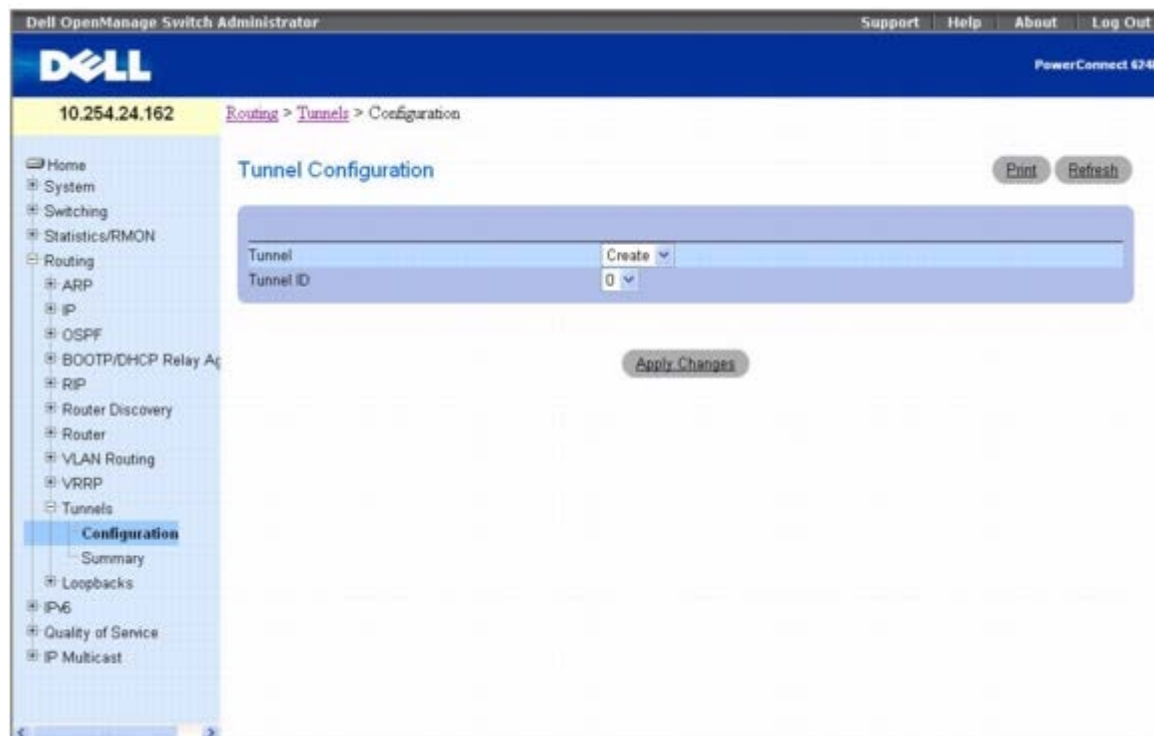 Dell OpenManage Switch Administrator Support Help About Log Out
DELL
PowerConnect
10.254.24.162
Routing > Tunnels > Configuration
Home
System
Switching
Statistics/RMON
Routing
ARP
IP
OSPF
BOOTP/DHCP Relay Ag
RIP
Router Discovery
Router
VLAN Routing
VRRP
Tunnels
Configuration
Summary
Loopbacks
IPv6
Quality of Service
IP Multicast
Tunnel Configuration
Print Refresh
Tunnel Create
Tunnel ID 0
Apply Changes